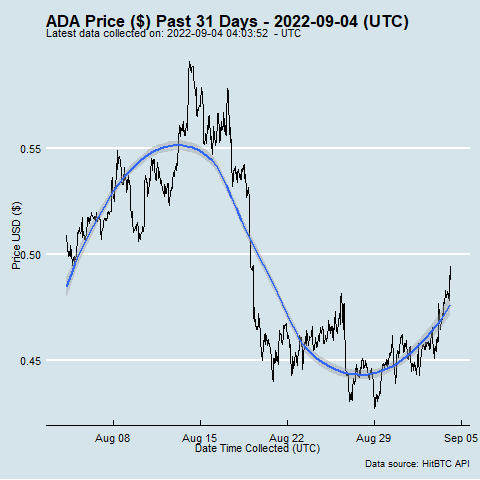 ADA Price ($) Past 31 Days - 2022-09-04 (UTC)
Latest data collected on: 2022-09-04 04:03:52  - UTC
0.55
0.50
0.45
Price USD ($)
Aug 08 Aug 15 Aug 22 Aug 29 Sep 05
Date Time Collected (UTC)
Data source: HitBTC API